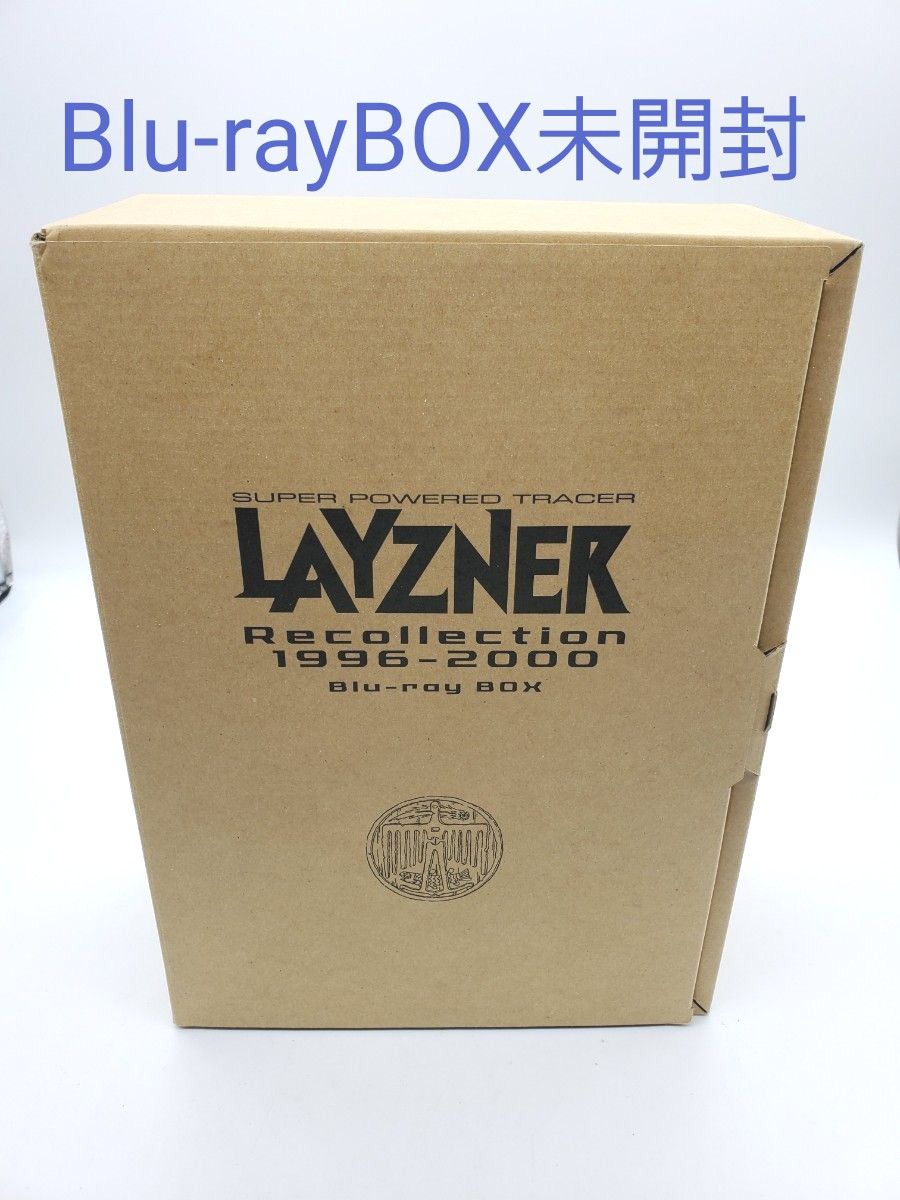 Blu-rayBOX未開封
SUPER POWERED TRACER
LAYZNER
Recollection
1996-2000
Blu-ray BOX